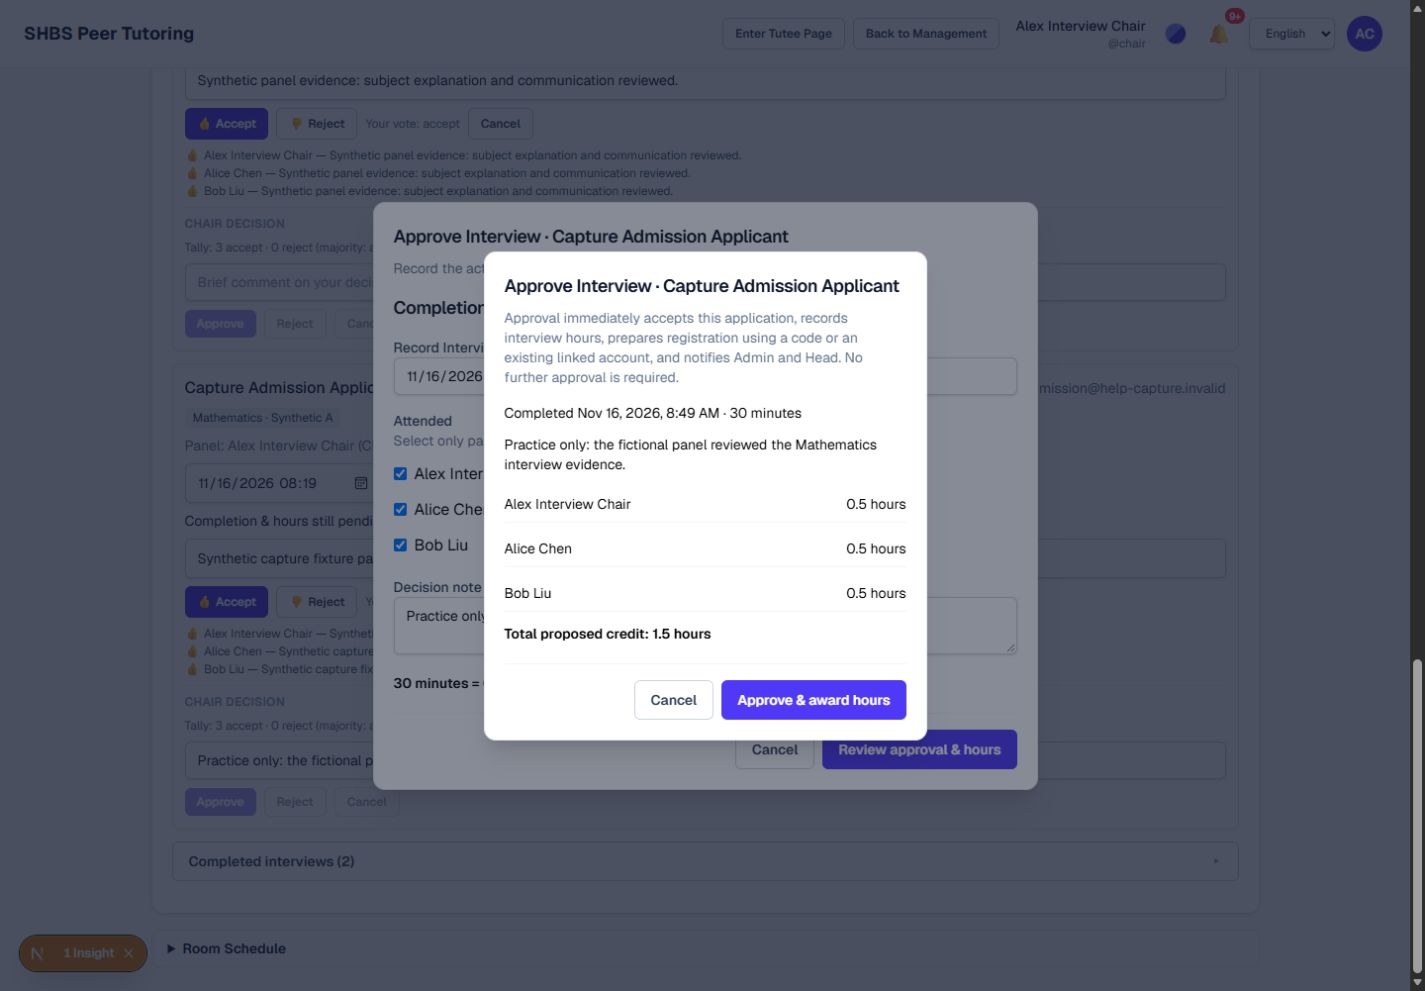 SHBS Peer Tutoring
Enter Tutee Page
Back to Management
Alex Interview Chair
@chair
9+
English
AC
Synthetic panel evidence: subject explanation and communication reviewed.
Accept
Reject
Your vote: accept
Cancel
Alex Interview Chair — Synthetic panel evidence: subject explanation and communication reviewed.
Alice Chen — Synthetic panel evidence: subject explanation and communication reviewed.
Bob Liu — Synthetic panel evidence: subject explanation and communication reviewed.
CHAIR DECISION
Tally: 3 accept · 0 reject (majority:
Brief comment on your decl
Approve
Reject
Approve Interview · Capture Admission Applicant
Record the
Completion
Record Intervi
11/16/2026
Attended
Select only pa
Alex Inter
Alice Che
Bob Liu
Decision note
Practice only
30 minutes =
Cancel
Review approval & hours
Approve Interview · Capture Admission Applicant
Approval immediately accepts this application, records
interview hours, prepares registration using a code or an
existing linked account, and notifies Admin and Head. No
further approval is required.
Completed Nov 16, 2026, 8:49 AM · 30 minutes
Practice only: the fictional panel reviewed the Mathematics
interview evidence.
Alex Interview Chair 0.5 hours
Alice Chen 0.5 hours
Bob Liu 0.5 hours
Total proposed credit: 1.5 hours
Cancel
Approve & award hours
Capture Admission Applic
mission@help-capture.invalid
Mathematics · Synthetic A
Panel: Alex Interview Chair (C
11/16/2026 08:19
Completion & hours still pendi
Synthetic capture fixture pa
Accept
Reject
Alex Interview Chair — Synthet
Alice Chen — Synthetic capture
Bob Liu — Synthetic capture fix
CHAIR DECISION
Tally: 3 accept · 0 reject (majority:
Practice only: the fictional p
Approve
Reject
Cancel
Completed interviews (2)
Room Schedule
N
1 Insight